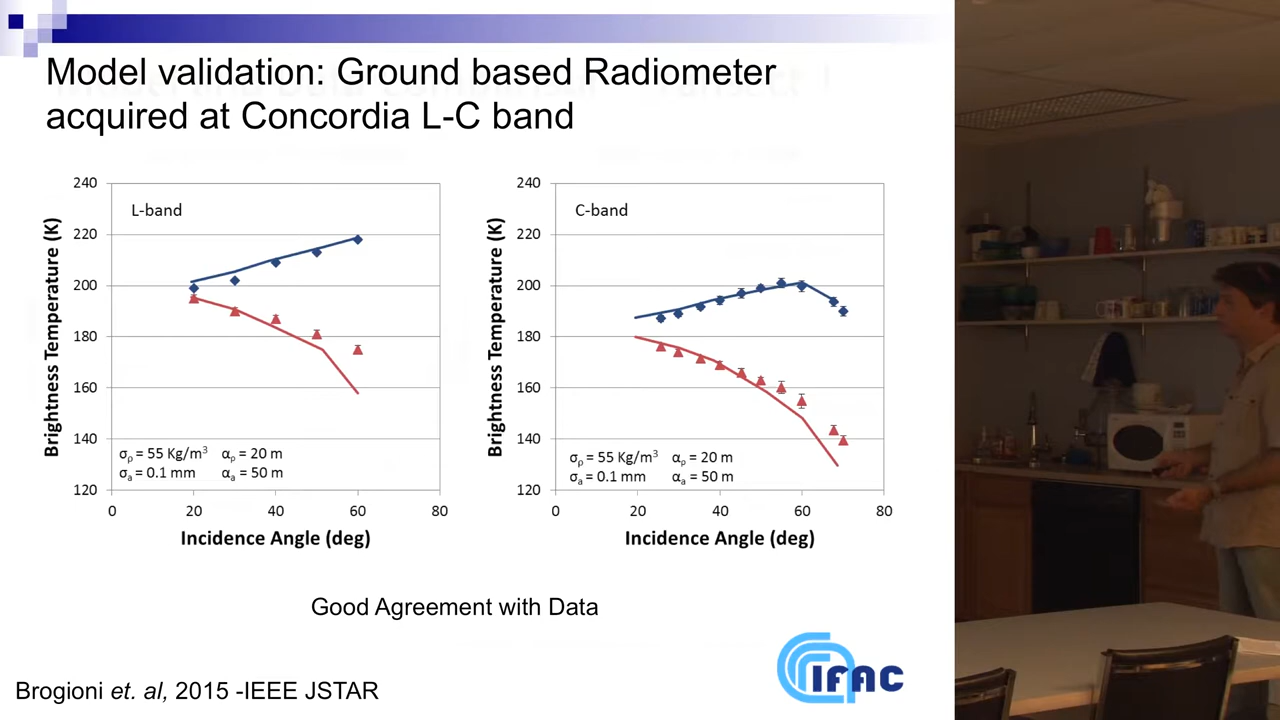 Model validation: Ground based Radiometer
acquired at Concordia L-C band
240
220
200
180
160
140
120
Brightness Temperature (K)
L-band
σp = 55 Kg/m³ αp = 20 m
σa = 0.1 mm αa = 50 m
0 20 40 60 80
Incidence Angle (deg)
240
220
200
180
160
140
120
Brightness Temperature (K)
C-band
σp = 55 Kg/m³ αp = 20 m
σa = 0.1 mm αa = 50 m
0 20 40 60 80
Incidence Angle (deg)
Good Agreement with Data
IFAC
Brogioni et. al, 2015 -IEEE JSTAR